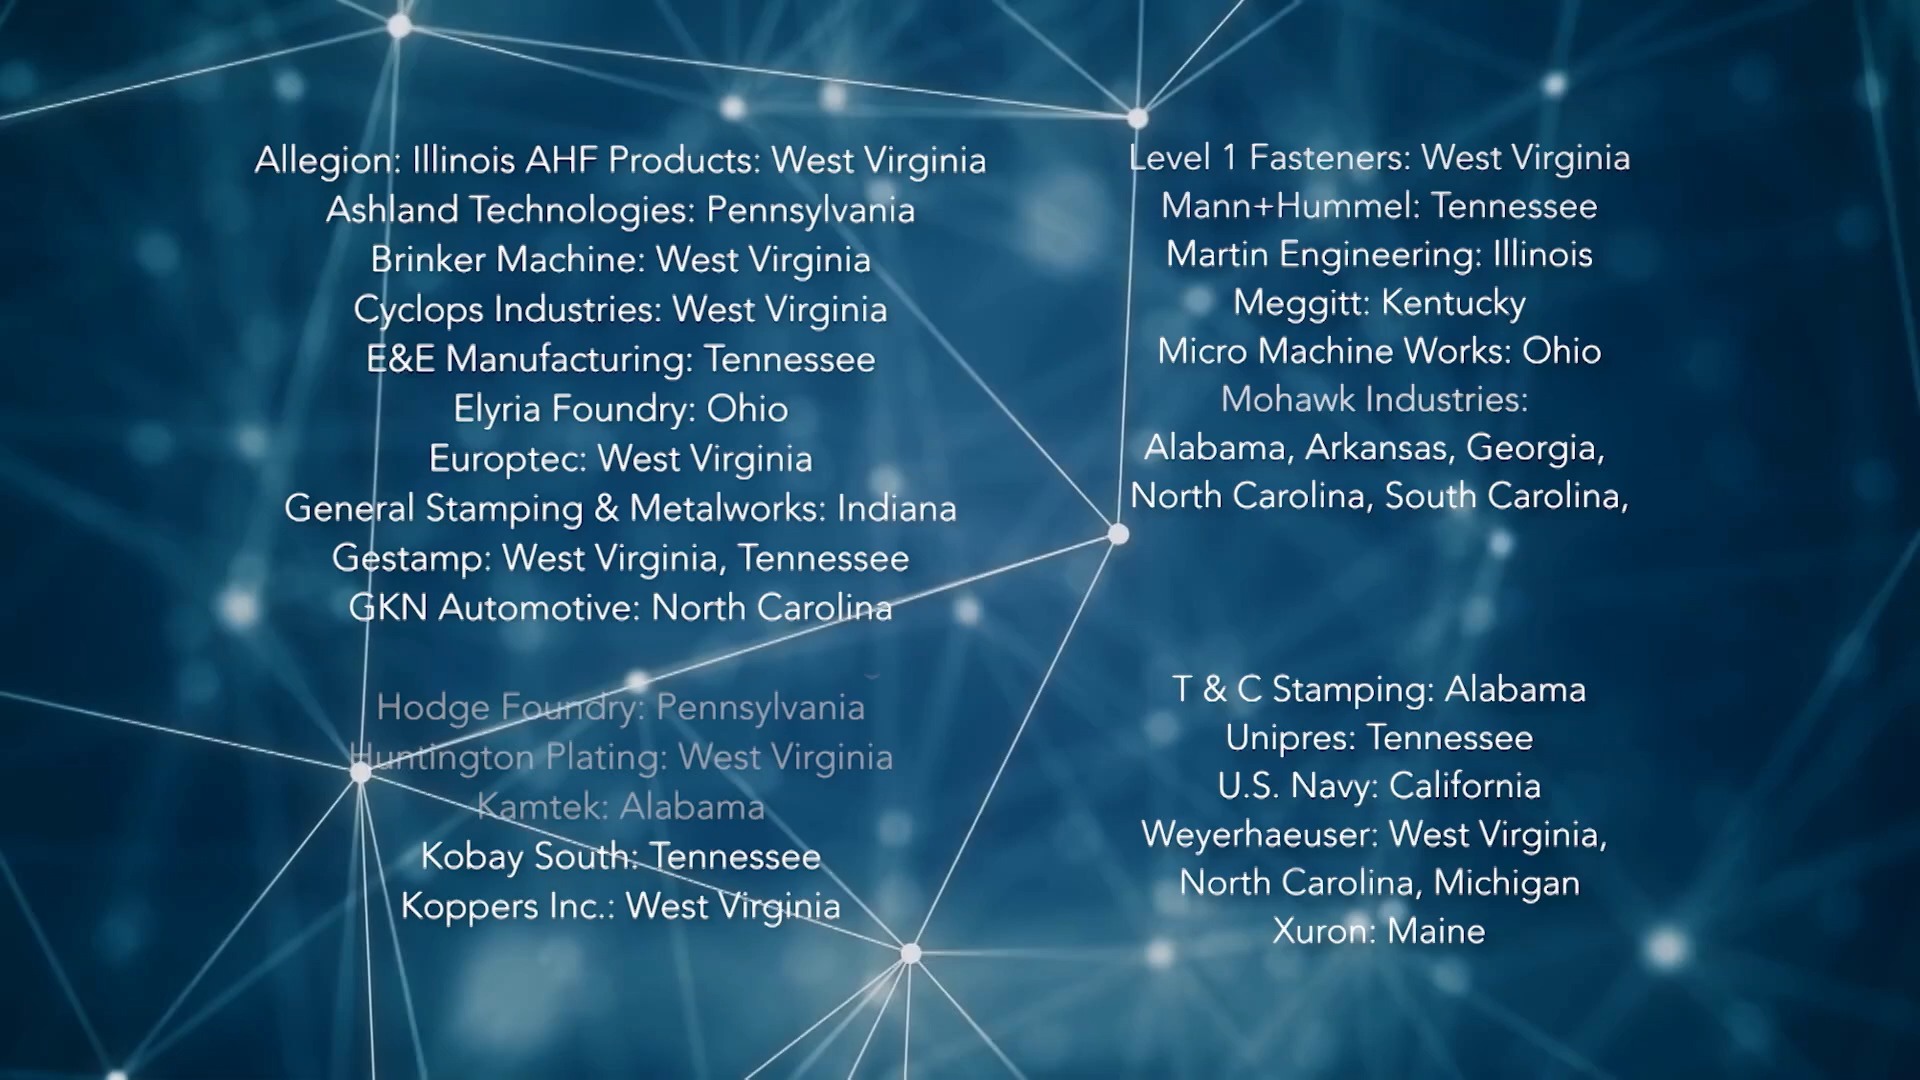 Allegion: Illinois AHF Products: West Virginia
Ashland Technologies: Pennsylvania
Brinker Machine: West Virginia
Cyclops Industries: West Virginia
E&E Manufacturing: Tennessee
Elyria Foundry: Ohio
Europtec: West Virginia
General Stamping & Metalworks: Indiana
Gestamp: West Virginia, Tennessee
GKN Automotive: North Carolina
Hodge Foundry: Pennsylvania
Huntington Plating: West Virginia
Kamtek: Alabama
Kobay South: Tennessee
Koppers Inc.: West Virginia
Level 1 Fasteners: West Virginia
Mann+Hummel: Tennessee
Martin Engineering: Illinois
Meggitt: Kentucky
Micro Machine Works: Ohio
Mohawk Industries:
Alabama, Arkansas, Georgia,
North Carolina, South Carolina,
T & C Stamping: Alabama
Unipres: Tennessee
U.S. Navy: California
Weyerhaeuser: West Virginia,
North Carolina, Michigan
Xuron: Maine